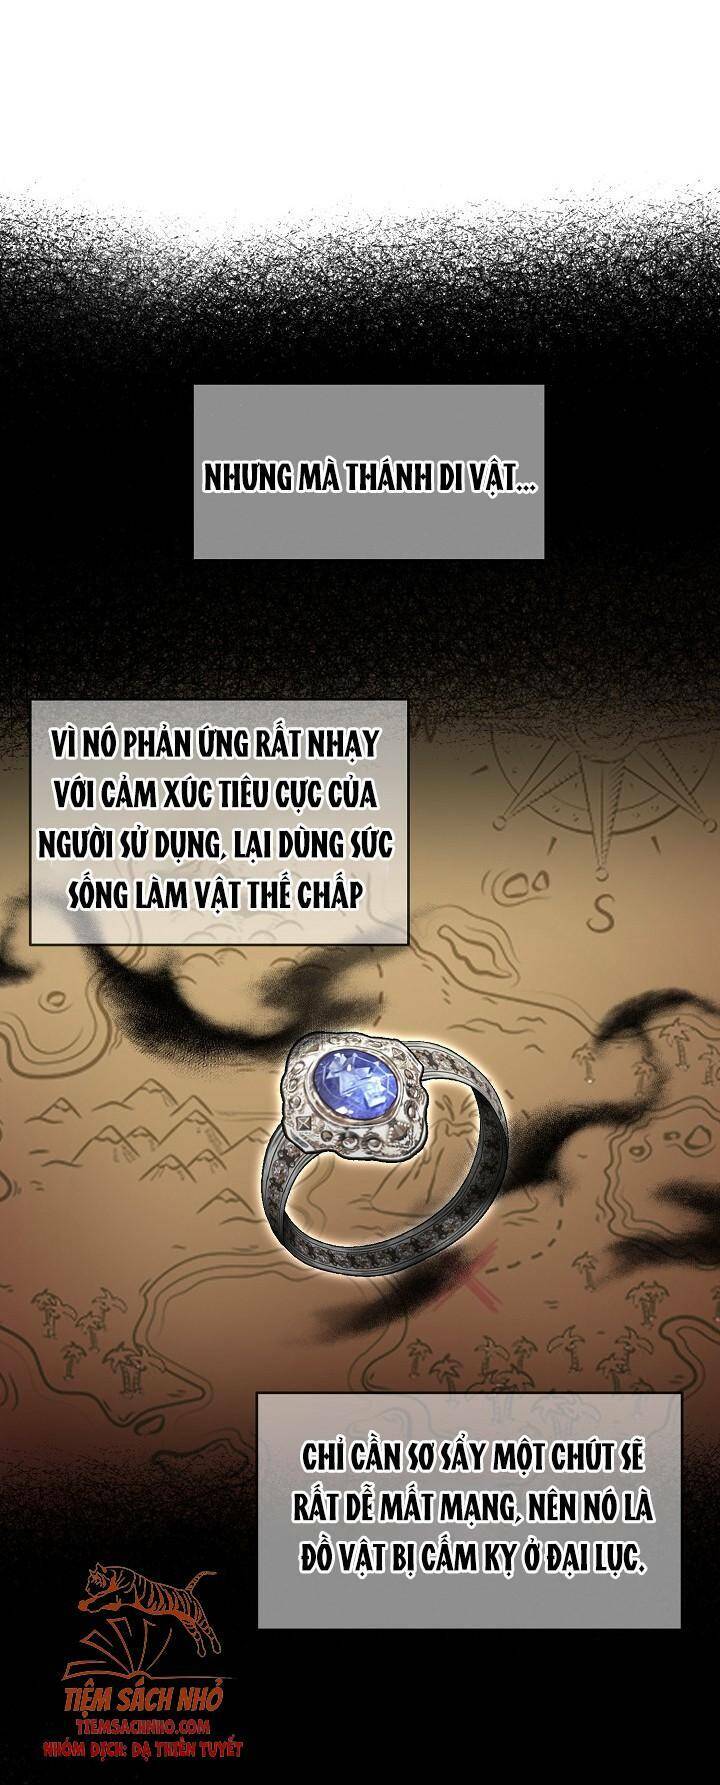 NHƯNG MÀ THÁNH DI VẬT...
VÌ NÓ PHẢN ỨNG RẤT NHẠY
VỚI CẢM XÚC TIÊU CỰC CỦA
NGƯỜI SỬ DỤNG, LẠI DÙNG SỨC
SỐNG LÀM VẬT THẾ CHẤP
S
CHỈ CẦN SƠ SẨY MỘT CHÚT SẼ
RẤT DỄ MẤT MẠNG, NÊN NÓ LÀ
ĐỒ VẬT BỊ CẤM KỴ Ở ĐẠI LỤC.
TIỆM SÁCH NHỎ
TIEMSACHNHO.COM
NHÓM DỊCH: DẠ THIÊN TUYẾT